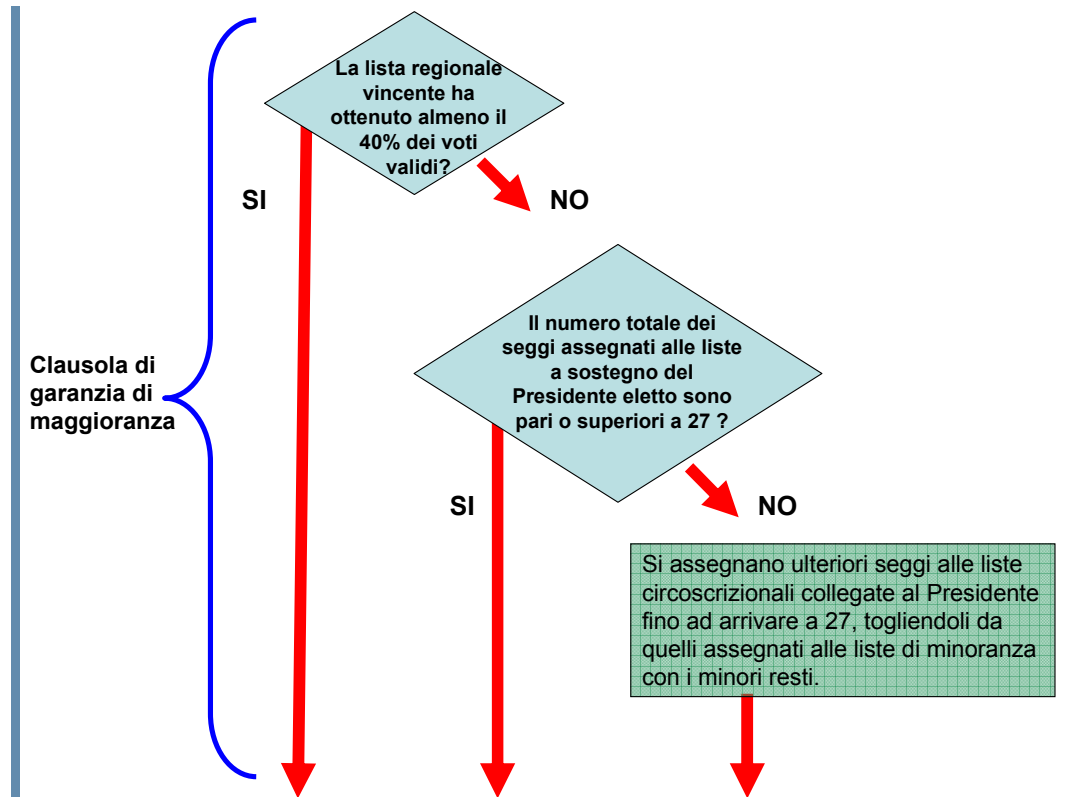 La lista regionale
vincente ha
ottenuto almeno il
40% dei voti
validi?
SI
NO
Il numero totale dei
seggi assegnati alle liste
a sostegno del
Presidente eletto sono
pari o superiori a 27 ?
Clausola di
garanzia di
maggioranza
SI
NO
Si assegnano ulteriori seggi alle liste
circoscrizionali collegate al Presidente
fino ad arrivare a 27, togliendoli da
quelli assegnati alle liste di minoranza
con i minori resti.